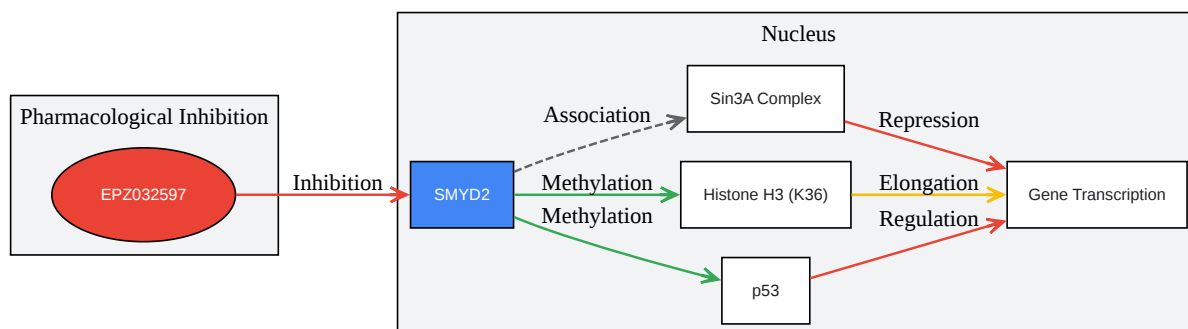 Nucleus
Pharmacological Inhibition
EPZ032597
Inhibition
SMYD2
Association
Methylation
Methylation
Sin3A Complex
Histone H3 (K36)
p53
Repression
Elongation
Regulation
Gene Transcription